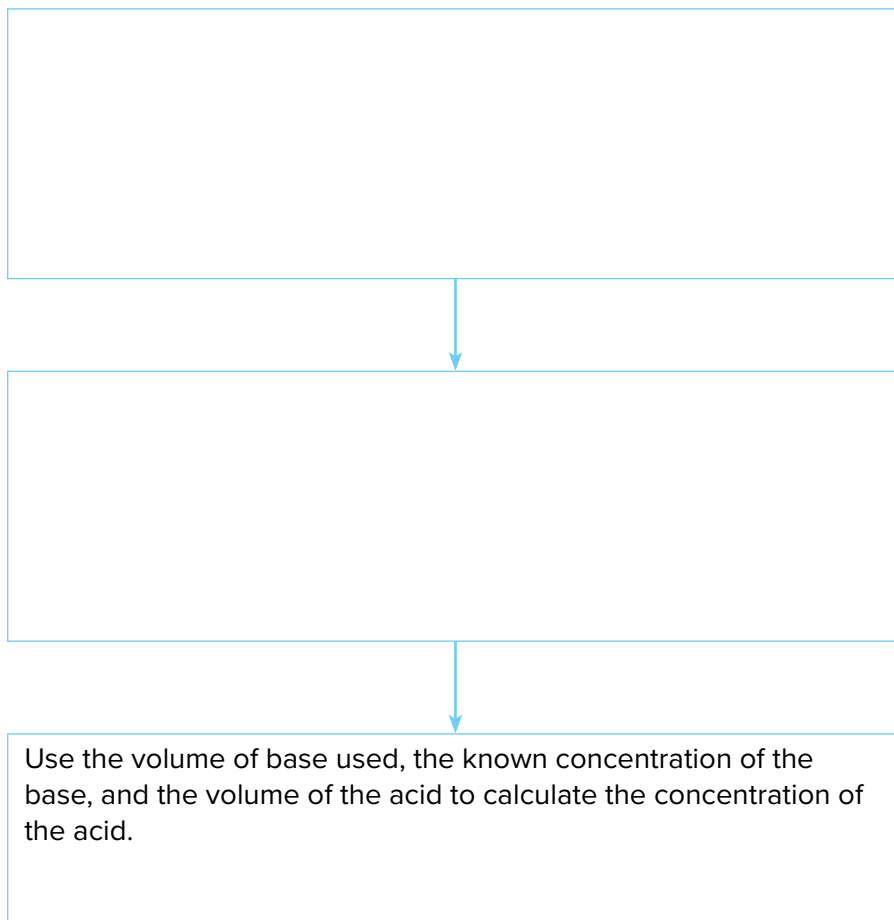 Use the volume of base used, the known concentration of the
base, and the volume of the acid to calculate the concentration of
the acid.